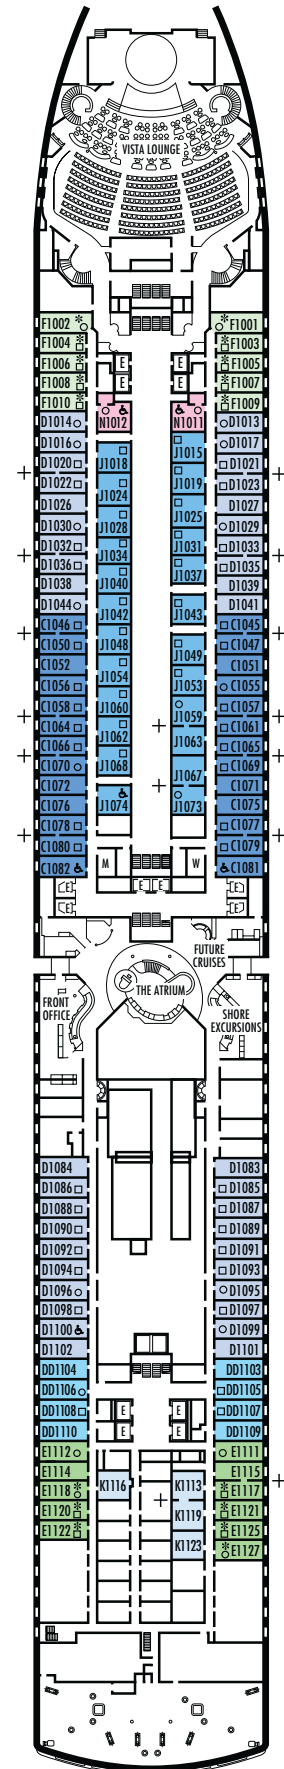 VISTA LOUNGE
F1002 F1001
F1004 E F1003
E
F1006 F1005
F1008 E E F1007
F1010 F1009
N1012 N1011
D1014 D1013
D1016 J1015 D1017
D1020 J1018 D1021
D1022 J1019 D1023
D1026 J1024 D1027
D1030 J1028 J1025 D1029
D1032 J1034 J1031 D1033
D1036 D1035
D1038 J1040 J1037 D1039
D1044 J1042 J1043 D1041
C1046 C1045
C1050 J1048 J1049 C1047
C1052 J1054 C1051
C1056 J1053 C1055
C1058 J1060 J1059 C1057
C1064 J1062 J1063 C1061
C1066 C1065
C1070 J1068 J1067 C1069
C1072 C1071
C1076 J1074 J1073 C1075
C1078 C1077
C1080 M W C1079
C1082 C1081
E E E E
E E
FUTURE
CRUISES
THE ATRIUM
FRONT
OFFICE
SHORE
EXCURSIONS
D1084 D1083
D1086 D1085
D1088 D1087
D1090 D1089
D1092 D1091
D1094 D1093
D1096 D1095
D1098 D1097
D1100 D1099
D1102 D1101
DD1104 DD1103
DD1106 DD1105
DD1108 E E DD1107
DD1110 E E DD1109
E1112 E1111
E1114 E1115
E1118 K1116 K1113 E1117
E1120 K1119 E1121
E1122 E1125
K1123 E1127